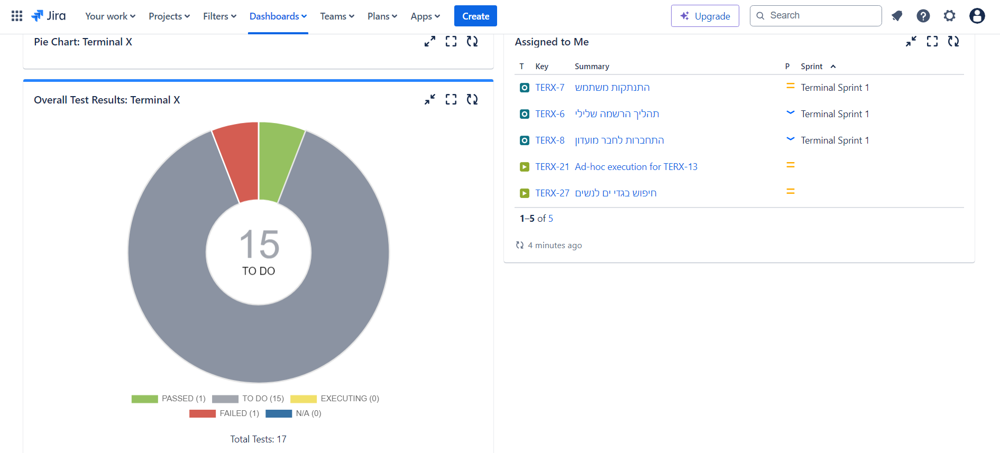 Jira Your work Projects Filters Dashboards Teams Plans Apps Create Upgrade Search
Pie Chart: Terminal X
Overall Test Results: Terminal X
15
TO DO
PASSED (1) TO DO (15) EXECUTING (0)
FAILED (1) N/A (0)
Total Tests: 17
Assigned to Me
T Key Summary P Sprint
TERX-7 התנתקות משתמש Terminal Sprint 1
TERX-6 תהליך הרשמה שלילי Terminal Sprint 1
TERX-8 התחברות לחבר מועדון Terminal Sprint 1
TERX-21 Ad-hoc execution for TERX-13
TERX-27 חיפוש בגדי ים לנשים
1–5 of 5
4 minutes ago